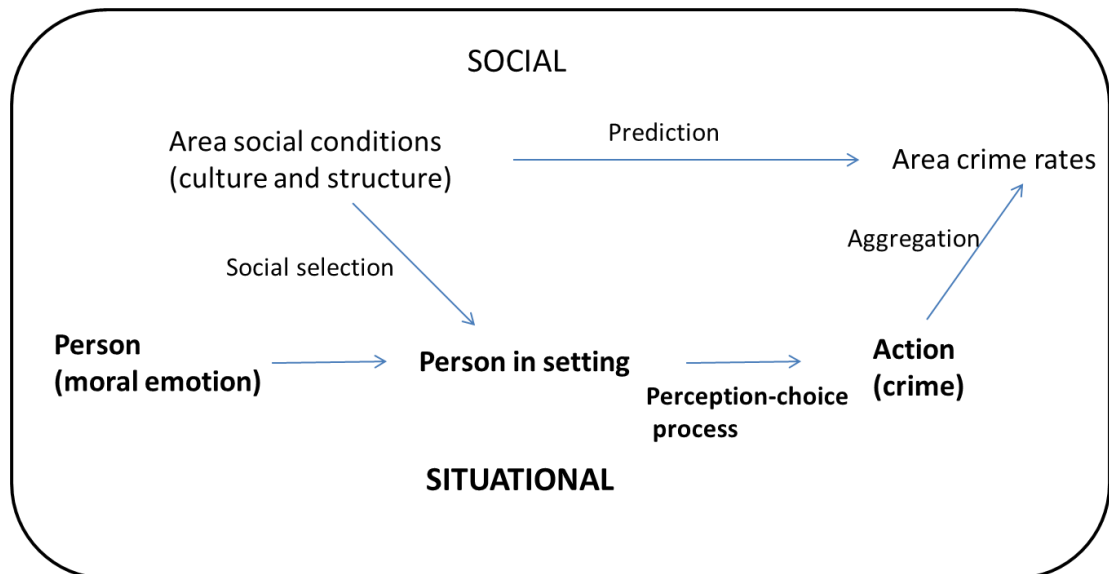 SOCIAL
Area social conditions
(culture and structure)
Prediction
Area crime rates
Aggregation
Social selection
Person
(moral emotion)
Person in setting
Action
(crime)
Perception-choice
process
SITUATIONAL